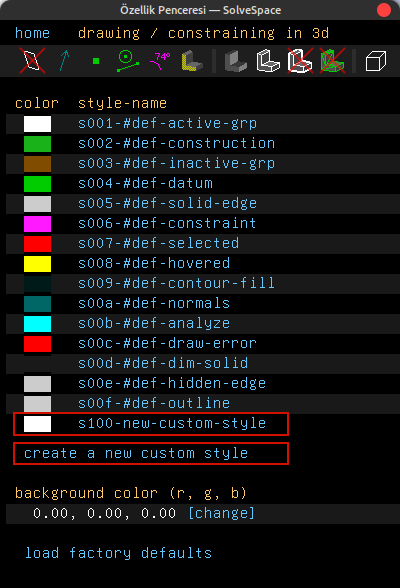 Özellik Penceresi — SolveSpace
home drawing / constraining in 3d
74°
color style-name
s001-#def-active-grp
s002-#def-construction
s003-#def-inactive-grp
s004-#def-datum
s005-#def-solid-edge
s006-#def-constraint
s007-#def-selected
s008-#def-hovered
s009-#def-contour-fill
s00a-#def-normals
s00b-#def-analyze
s00c-#def-draw-error
s00d-#def-dim-solid
s00e-#def-hidden-edge
s00f-#def-outline
s100-new-custom-style
create a new custom style
background color (r, g, b)
0.00, 0.00, 0.00 [change]
load factory defaults